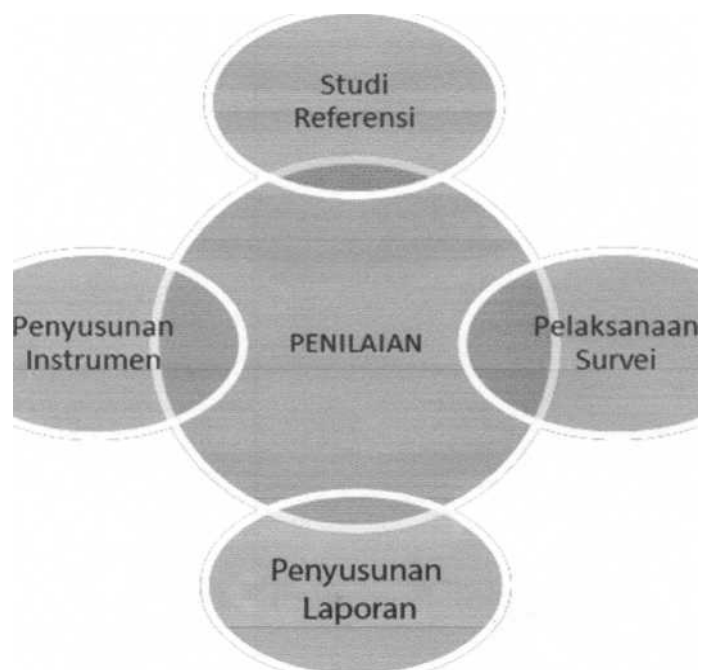 Studi
Referensi
Penyusunan
Instrumen
PENILAIAN
Pelaksanaan
Survei
Penyusunan
Laporan